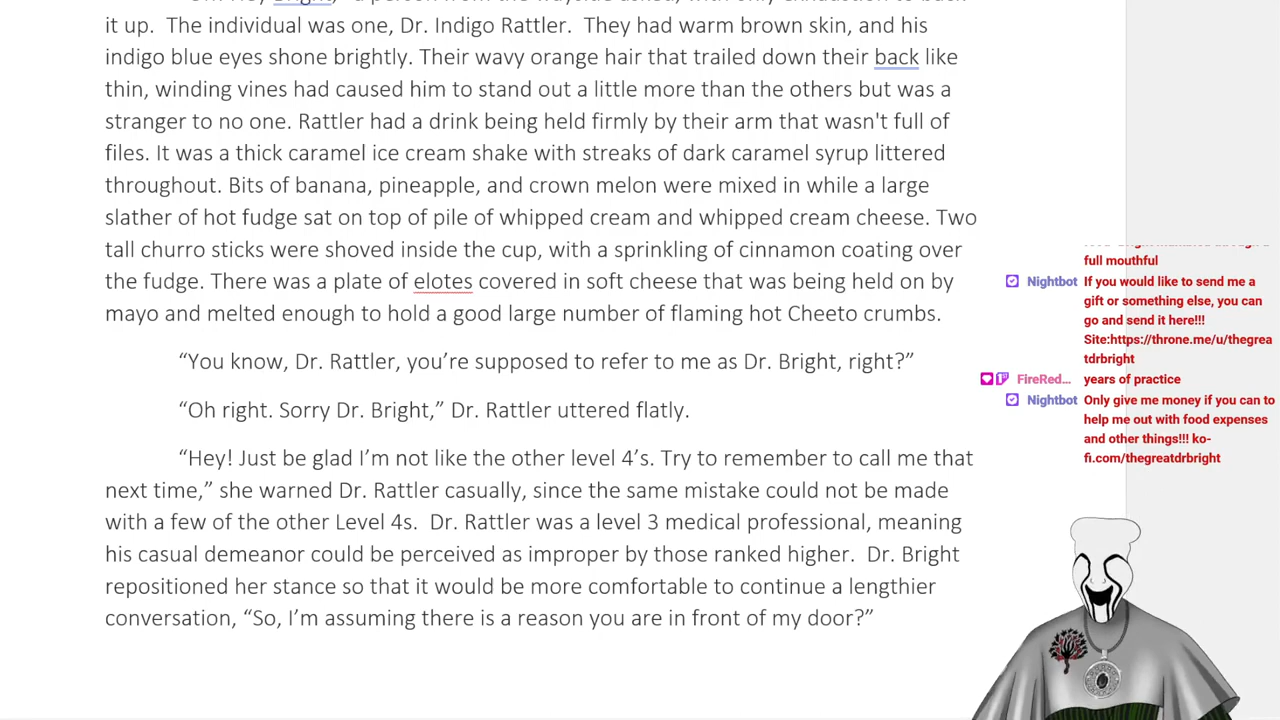 it up.  The individual was one, Dr. Indigo Rattler.  They had warm brown skin, and his
indigo blue eyes shone brightly. Their wavy orange hair that trailed down their back like
thin, winding vines had caused him to stand out a little more than the others but was a
stranger to no one. Rattler had a drink being held firmly by their arm that wasn't full of
files. It was a thick caramel ice cream shake with streaks of dark caramel syrup littered
throughout. Bits of banana, pineapple, and crown melon were mixed in while a large
slather of hot fudge sat on top of pile of whipped cream and whipped cream cheese. Two
tall churro sticks were shoved inside the cup, with a sprinkling of cinnamon coating over
the fudge. There was a plate of elotes covered in soft cheese that was being held on by
mayo and melted enough to hold a good large number of flaming hot Cheeto crumbs.
“You know, Dr. Rattler, you’re supposed to refer to me as Dr. Bright, right?”
“Oh right. Sorry Dr. Bright,” Dr. Rattler uttered flatly.
“Hey! Just be glad I’m not like the other level 4’s. Try to remember to call me that
next time,” she warned Dr. Rattler casually, since the same mistake could not be made
with a few of the other Level 4s.  Dr. Rattler was a level 3 medical professional, meaning
his casual demeanor could be perceived as improper by those ranked higher.  Dr. Bright
repositioned her stance so that it would be more comfortable to continue a lengthier
conversation, “So, I’m assuming there is a reason you are in front of my door?”
full mouthful
Nightbot If you would like to send me a
gift or something else, you can
go and send it here!!!
Site:https://throne.me/u/thegrea
tdrbright
FireRed... years of practice
Nightbot Only give me money if you can to
help me out with food expenses
and other things!!! ko-
fi.com/thegreatdrbright